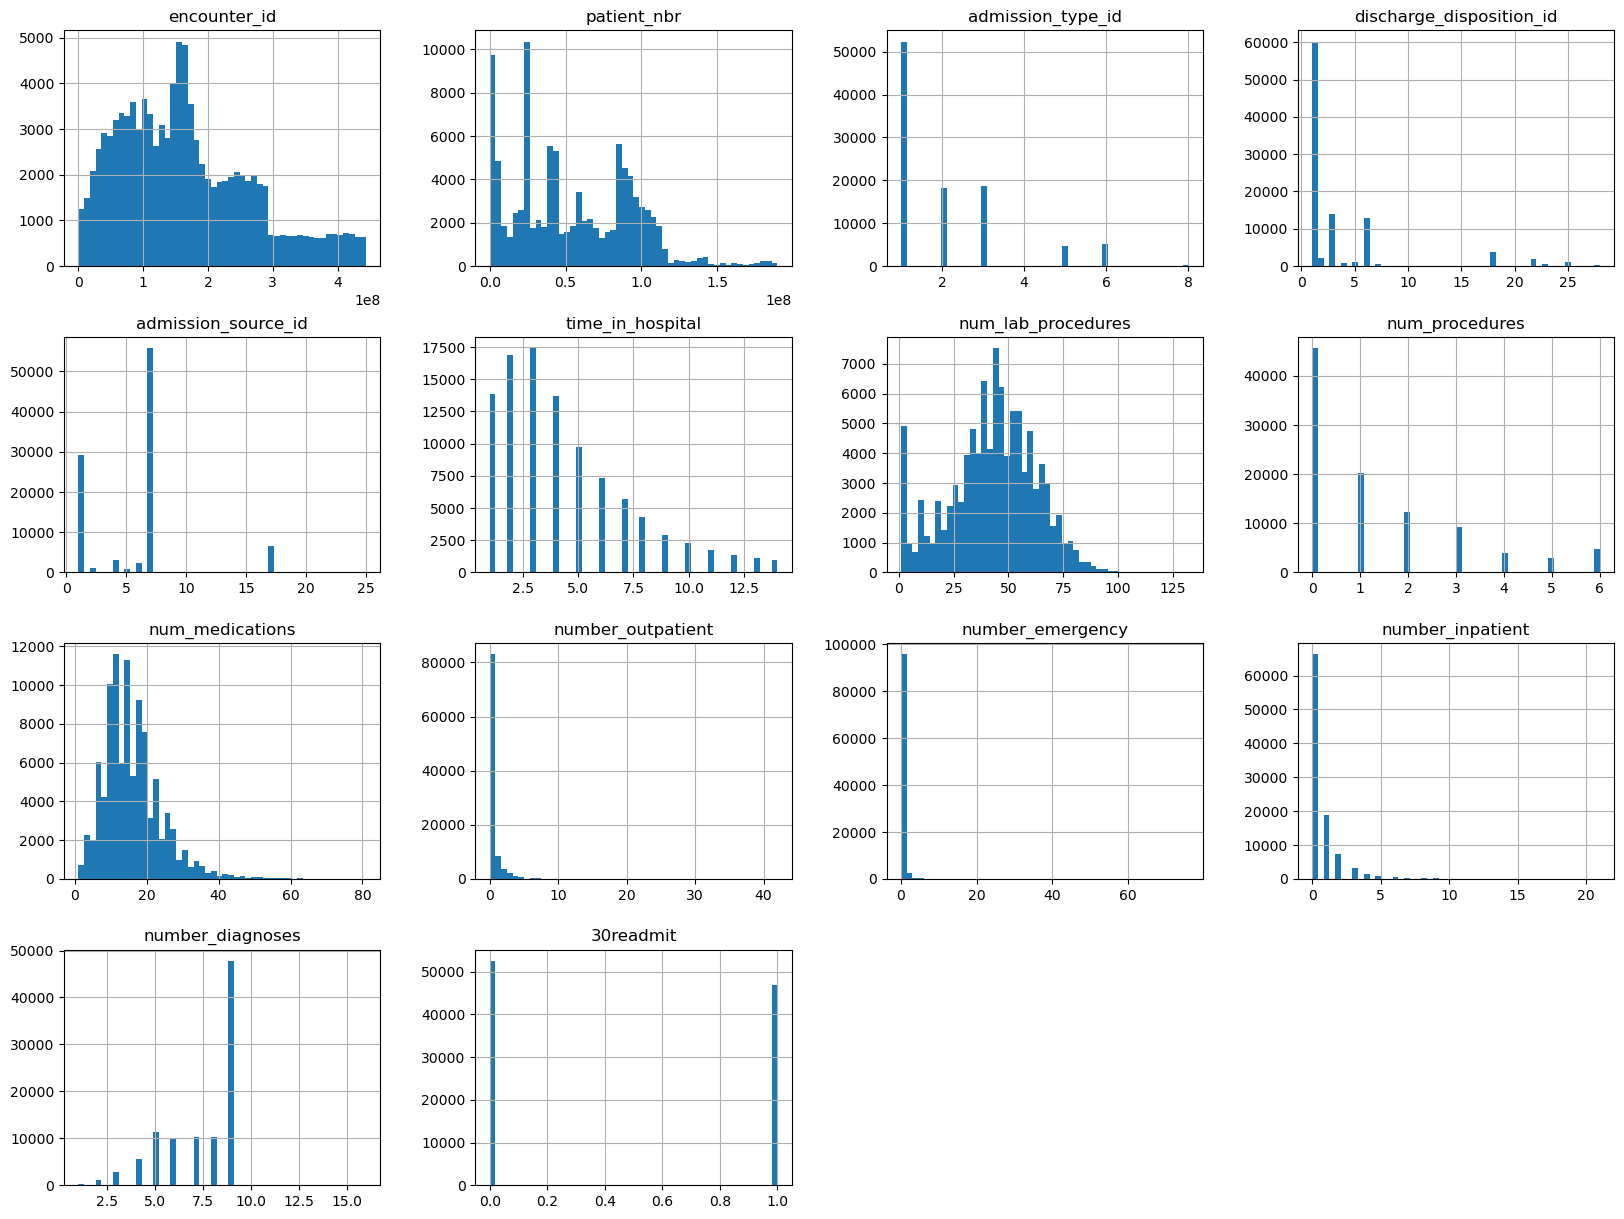 encounter_id
5000
4000
3000
2000
1000
0
0 1 2 3 4
1e8
patient_nbr
10000
8000
6000
4000
2000
0
0.0 0.5 1.0 1.5
1e8
admission_type_id
50000
40000
30000
20000
10000
0
2 4 6 8
discharge_disposition_id
60000
50000
40000
30000
20000
10000
0
0 5 10 15 20 25
admission_source_id
50000
40000
30000
20000
10000
0
0 5 10 15 20 25
time_in_hospital
17500
15000
12500
10000
7500
5000
2500
0
2.5 5.0 7.5 10.0 12.5
num_lab_procedures
7000
6000
5000
4000
3000
2000
1000
0
0 25 50 75 100 125
num_procedures
40000
30000
20000
10000
0
0 1 2 3 4 5 6
num_medications
12000
10000
8000
6000
4000
2000
0
0 20 40 60 80
number_outpatient
80000
60000
40000
20000
0
0 10 20 30 40
number_emergency
100000
80000
60000
40000
20000
0
0 20 40 60
number_inpatient
60000
50000
40000
30000
20000
10000
0
0 5 10 15 20
number_diagnoses
50000
40000
30000
20000
10000
0
2.5 5.0 7.5 10.0 12.5 15.0
30readmit
50000
40000
30000
20000
10000
0
0.0 0.2 0.4 0.6 0.8 1.0